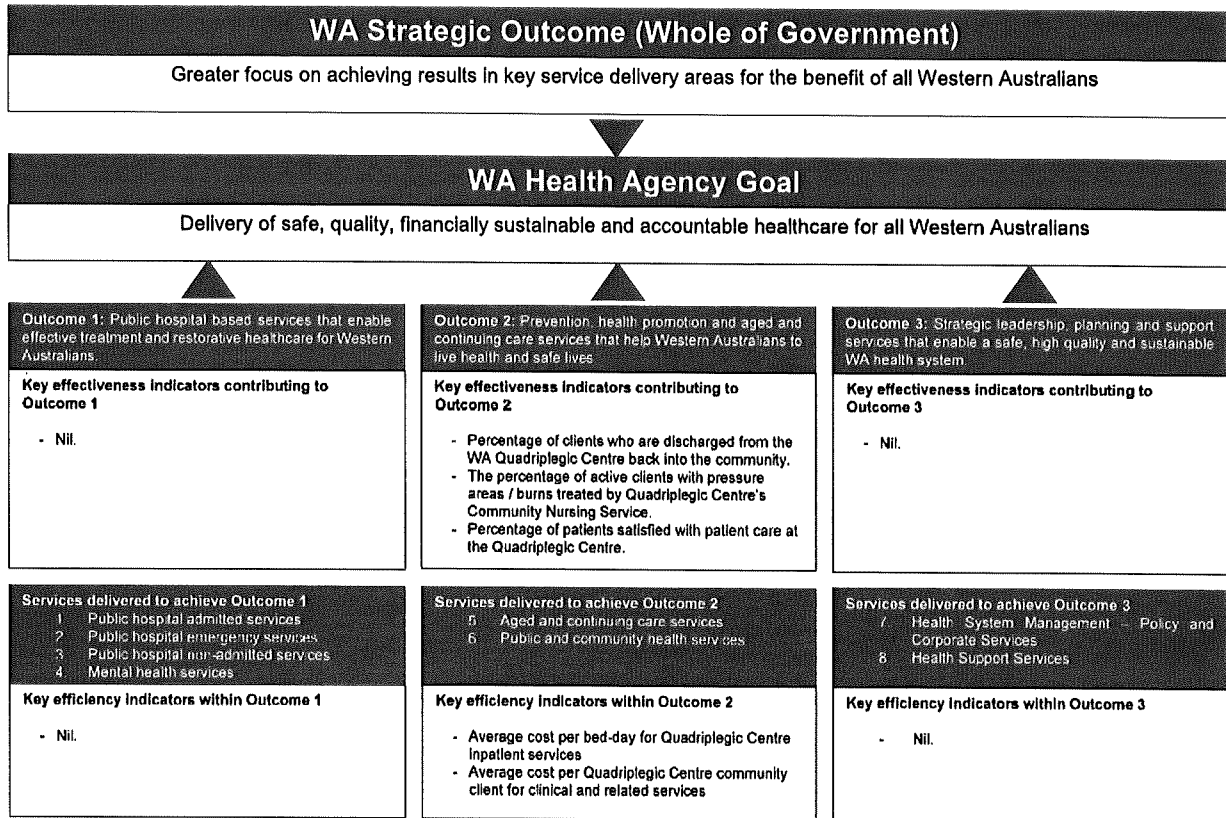 WA Strategic Outcome (Whole of Government)
Greater focus on achieving results in key service delivery areas for the benefit of all Western Australians
WA Health Agency Goal
Delivery of safe, quality, financially sustainable and accountable healthcare for all Western Australians
Outcome 1: Public hospital based services that enable
effective treatment and restorative healthcare for Western
Australians.
Key effectiveness indicators contributing to
Outcome 1
- Nil.
Outcome 2: Prevention, health promotion and aged and
continuing care services that help Western Australians to
live health and safe lives
Key effectiveness indicators contributing to
Outcome 2
- Percentage of clients who are discharged from the
WA Quadriplegic Centre back into the community.
- The percentage of active clients with pressure
areas / burns treated by Quadriplegic Centre's
Community Nursing Service.
- Percentage of patients satisfied with patient care at
the Quadriplegic Centre.
Outcome 3: Strategic leadership, planning and support
services that enable a safe, high quality and sustainable
WA health system
Key effectiveness indicators contributing to
Outcome 3
- Nil.
Services delivered to achieve Outcome 1
1 Public hospital admitted services
2 Public hospital emergency services
3 Public hospital non-admitted services
4. Mental health services
Key efficiency indicators within Outcome 1
- Nil.
Services delivered to achieve Outcome 2
5 Aged and continuing care services
6 Public and community health services
Key efficiency indicators within Outcome 2
- Average cost per bed-day for Quadriplegic Centre
inpatient services
- Average cost per Quadriplegic Centre community
client for clinical and related services
Services delivered to achieve Outcome 3
7 Health System Management – Policy and
Corporate Services
8 Health Support Services
Key efficiency indicators within Outcome 3
- Nil.